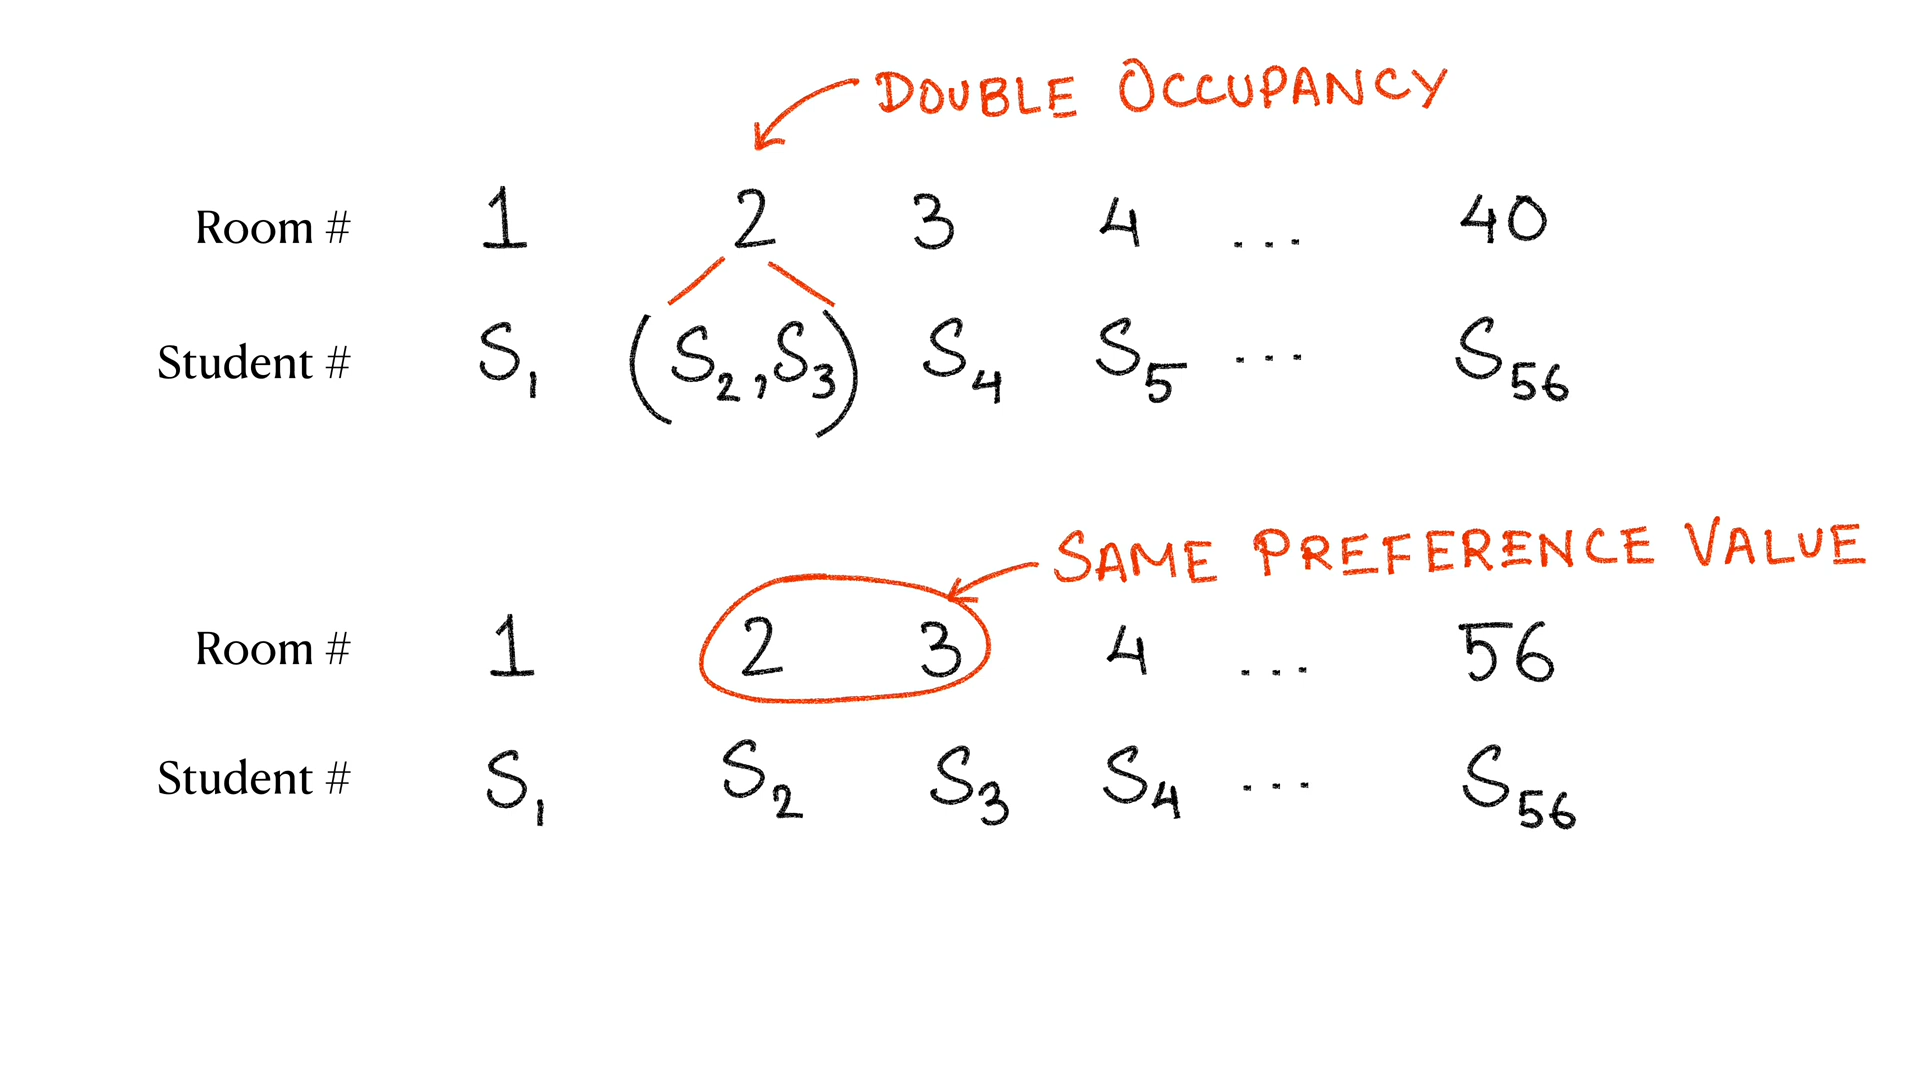 DOUBLE OCCUPANCY
Room # 1 2 3 4 ... 40
Student # S₁ (S₂,S₃) S₄ S₅ ... S₅₆
SAME PREFERENCE VALUE
Room # 1 2 3 4 ... 56
Student # S₁ S₂ S₃ S₄ ... S₅₆